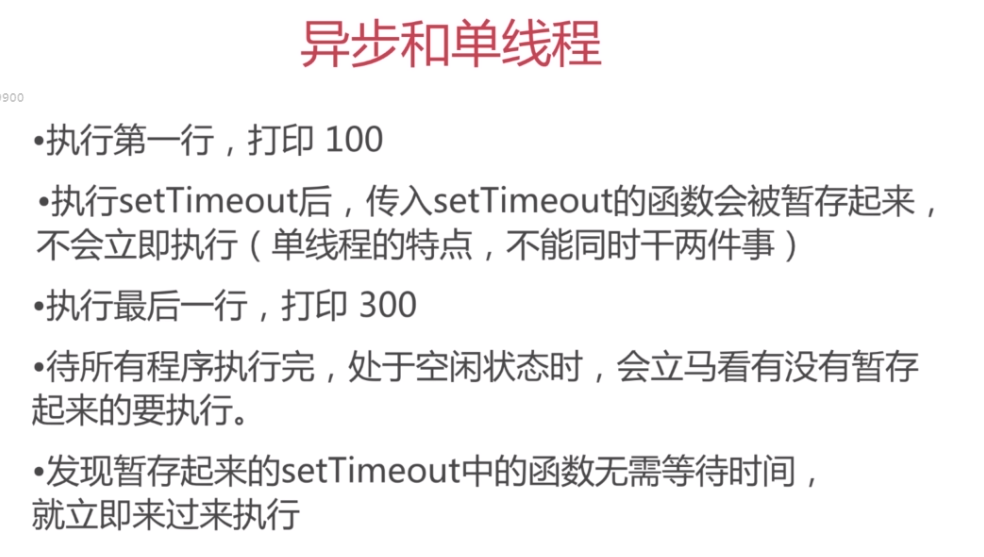 异步和单线程
9900
•执行第一行，打印 100
•执行setTimeout后，传入setTimeout的函数会被暂存起来，
不会立即执行（单线程的特点，不能同时干两件事）
•执行最后一行，打印 300
•待所有程序执行完，处于空闲状态时，会立马看有没有暂存
起来的要执行。
•发现暂存起来的setTimeout中的函数无需等待时间，
就立即来过来执行